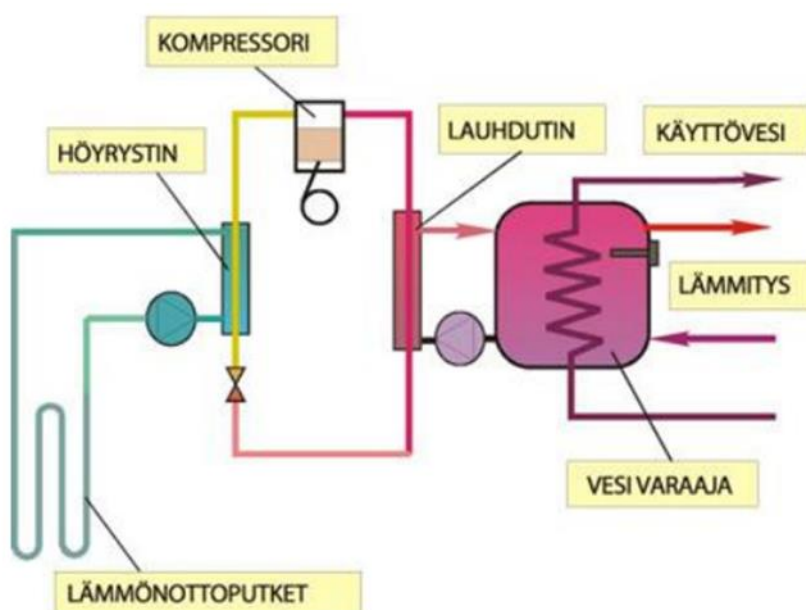 KOMPRESSORI
HÖYRYSTIN
LAUHDUTIN
KÄYTTÖVESI
LÄMMITYS
VESI VARAAJA
LÄMMÖNOTTOPUTKET